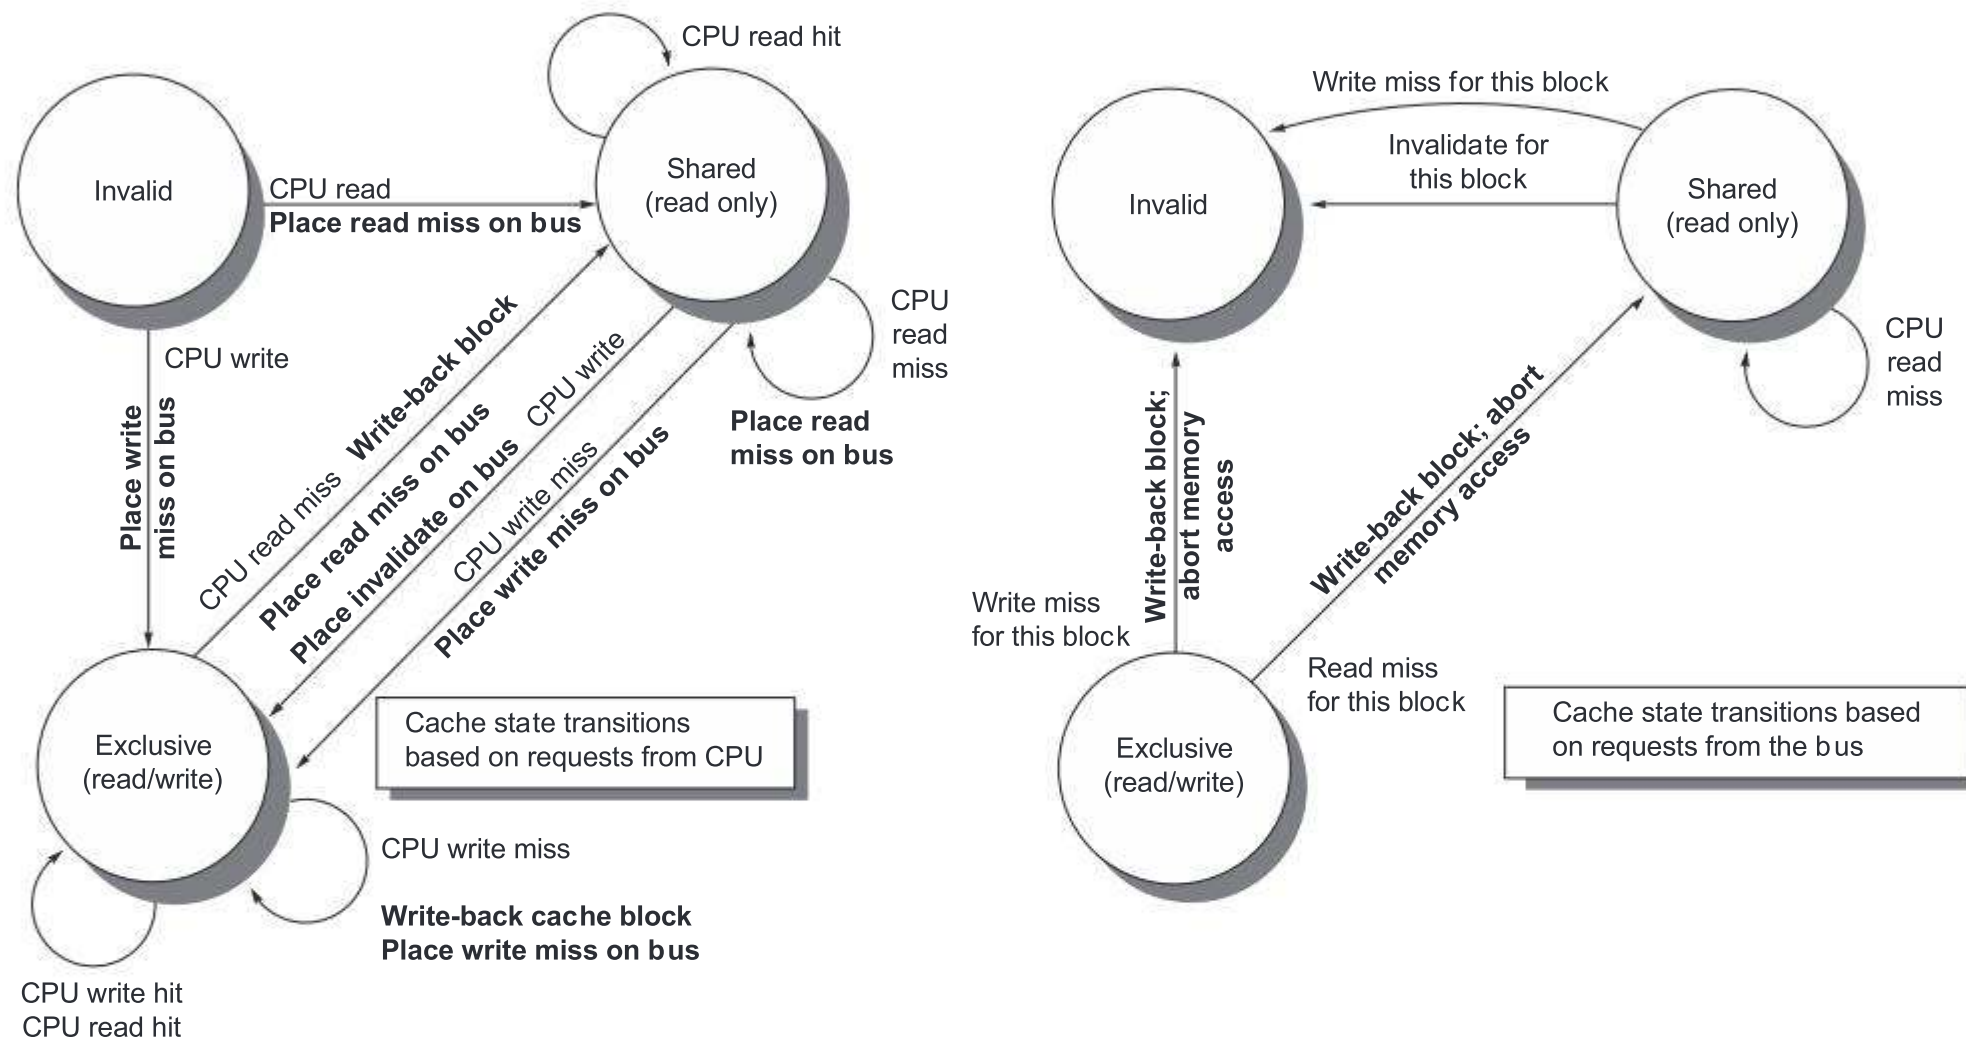 CPU read hit
Invalid
Shared
(read only)
CPU read
Place read miss on bus
CPU write
Place write
miss on bus
CPU read miss
Write-back block
Place read miss on bus
Place invalidate on bus
CPU write
CPU write miss
Place write miss on bus
CPU
read
miss
Place read
miss on bus
Exclusive
(read/write)
Cache state transitions
based on requests from CPU
CPU write miss
Write-back cache block
Place write miss on bus
CPU write hit
CPU read hit
Write miss for this block
Invalidate for
this block
Invalid
Shared
(read only)
CPU
read
miss
Write-back block;
abort memory
access
Write-back block; abort
memory access
Write miss
for this block
Read miss
for this block
Exclusive
(read/write)
Cache state transitions based
on requests from the bus